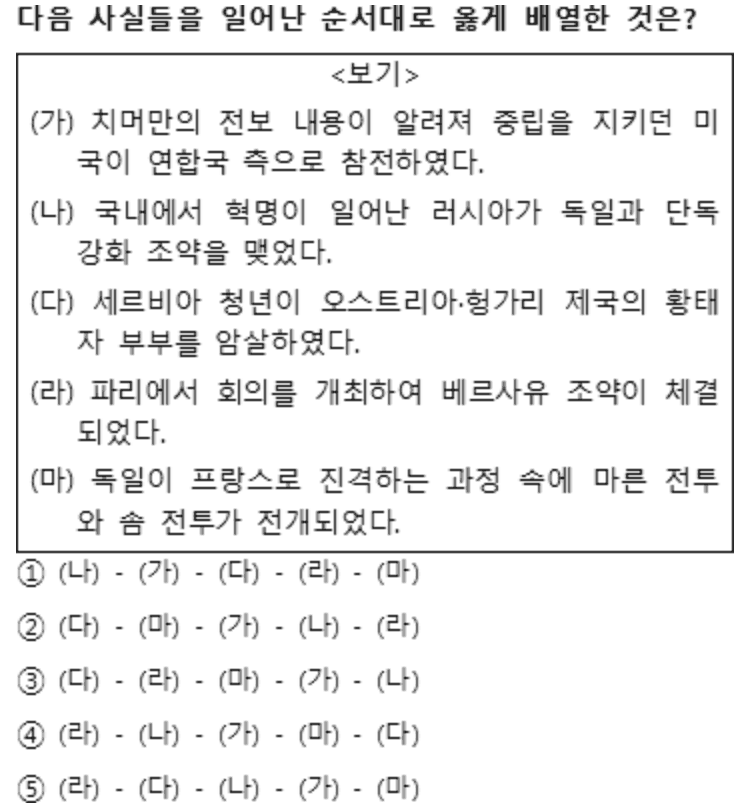 다음 사실들을 일어난 순서대로 옳게 배열한 것은?
<보기>
(가) 치머만의 전보 내용이 알려져 중립을 지키던 미
국이 연합국 측으로 참전하였다.
(나) 국내에서 혁명이 일어난 러시아가 독일과 단독
강화 조약을 맺었다.
(다) 세르비아 청년이 오스트리아·헝가리 제국의 황태
자 부부를 암살하였다.
(라) 파리에서 회의를 개최하여 베르사유 조약이 체결
되었다.
(마) 독일이 프랑스로 진격하는 과정 속에 마른 전투
와 솜 전투가 전개되었다.
① (나) - (가) - (다) - (라) - (마)
② (다) - (마) - (가) - (나) - (라)
③ (다) - (라) - (마) - (가) - (나)
④ (라) - (나) - (가) - (마) - (다)
⑤ (라) - (다) - (나) - (가) - (마)